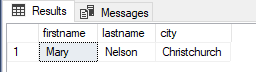 Results Messages
firstname lastname city
1 Mary Nelson Christchurch